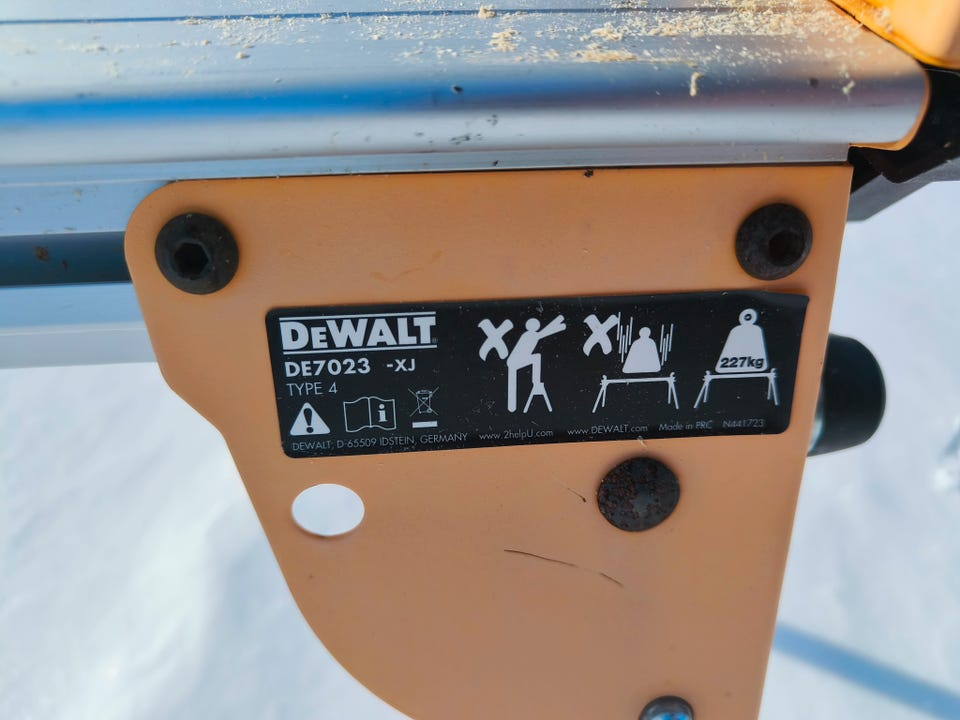 DEWALT
DE7023 -XJ
TYPE 4
227kg
DEWALT, D-65509 IDSTEIN, GERMANY www.2helpU.com www.DEWALT.com Made in PRC N441723